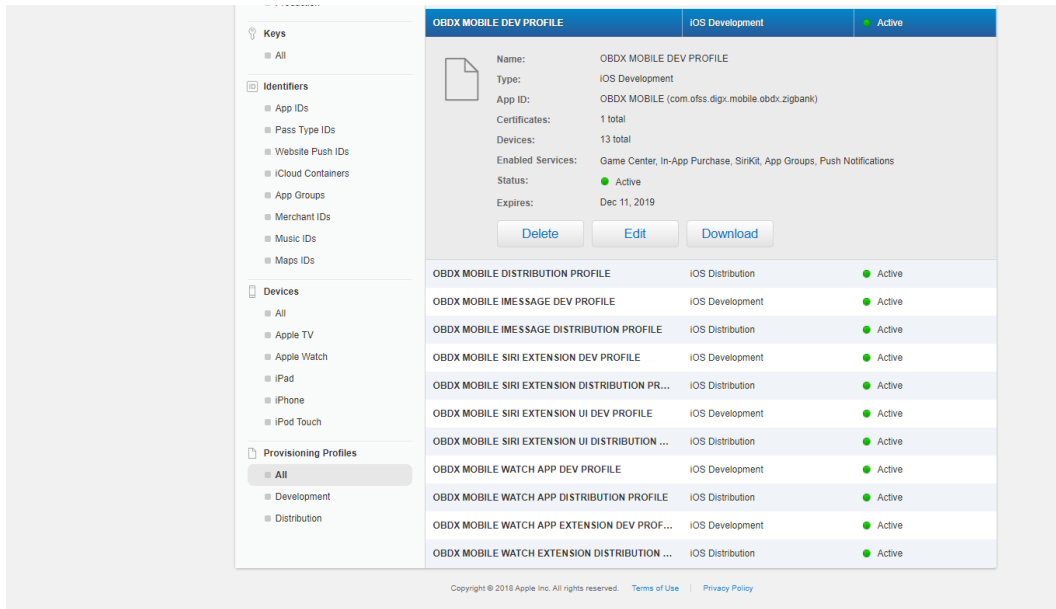 Keys
All
Identifiers
App IDs
Pass Type IDs
Website Push IDs
iCloud Containers
App Groups
Merchant IDs
Music IDs
Maps IDs
Devices
All
Apple TV
Apple Watch
iPad
iPhone
iPod Touch
Provisioning Profiles
All
Development
Distribution
OBDX MOBILE DEV PROFILE iOS Development Active
Name: OBDX MOBILE DEV PROFILE
Type: iOS Development
App ID: OBDX MOBILE (com.ofss.digx.mobile.obdx.zigbank)
Certificates: 1 total
Devices: 13 total
Enabled Services: Game Center, In-App Purchase, SiriKit, App Groups, Push Notifications
Status: Active
Expires: Dec 11, 2019
Delete Edit Download
OBDX MOBILE DISTRIBUTION PROFILE iOS Distribution Active
OBDX MOBILE IMESSAGE DEV PROFILE iOS Development Active
OBDX MOBILE IMESSAGE DISTRIBUTION PROFILE iOS Distribution Active
OBDX MOBILE SIRI EXTENSION DEV PROFILE iOS Development Active
OBDX MOBILE SIRI EXTENSION DISTRIBUTION PR... iOS Distribution Active
OBDX MOBILE SIRI EXTENSION UI DEV PROFILE iOS Development Active
OBDX MOBILE SIRI EXTENSION UI DISTRIBUTION ... iOS Distribution Active
OBDX MOBILE WATCH APP DEV PROFILE iOS Development Active
OBDX MOBILE WATCH APP DISTRIBUTION PROFILE iOS Distribution Active
OBDX MOBILE WATCH APP EXTENSION DEV PROF... iOS Development Active
OBDX MOBILE WATCH EXTENSION DISTRIBUTION ... iOS Distribution Active
Copyright © 2018 Apple Inc. All rights reserved. Terms of Use | Privacy Policy